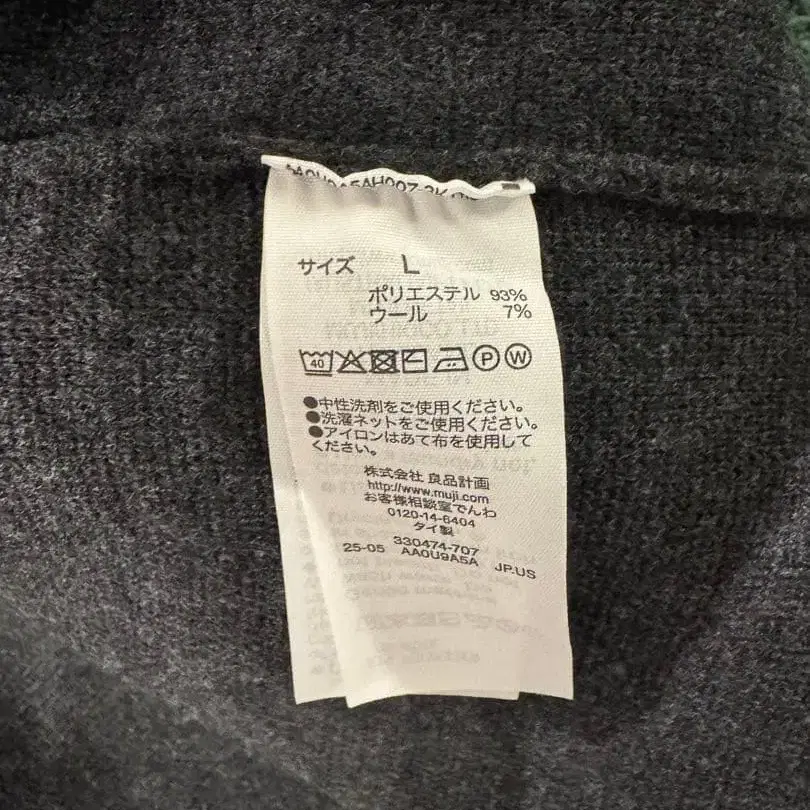 サイズ L
ポリエステル 93%
ウール 7%
40 P W
●中性洗剤をご使用ください。
●洗濯ネットをご使用ください。
●アイロンはあて布を使用して
ください。
株式会社 良品計画
http://www.muji.com
お客様相談室でんわ
0120-14-6404
タイ製
330474-707
25-05 AA0U9A5A JP.US